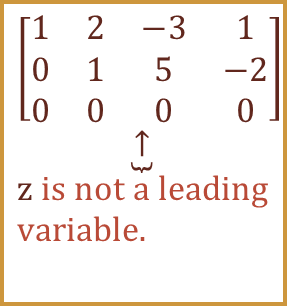 1 2 −3 1
0 1 5 −2
0 0 0 0
↑
z is not a leading
variable.